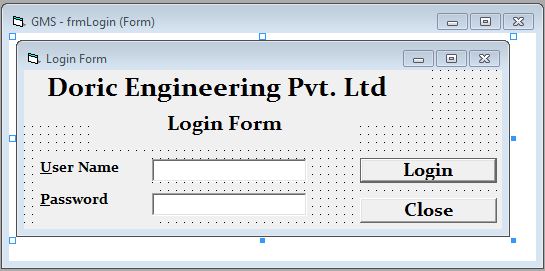 GMS - frmLogin (Form)
Login Form
Doric Engineering Pvt. Ltd
Login Form
User Name
Login
Password
Close